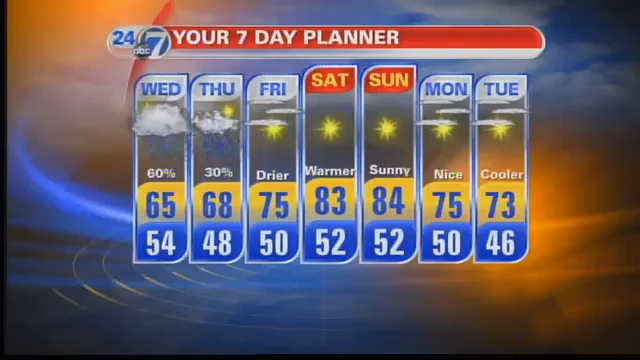 24 abc 7 YOUR 7 DAY PLANNER
WED THU FRI SAT SUN MON TUE
60% 30% Drier Warmer Sunny Nice Cooler
65 68 75 83 84 75 73
54 48 50 52 52 50 46